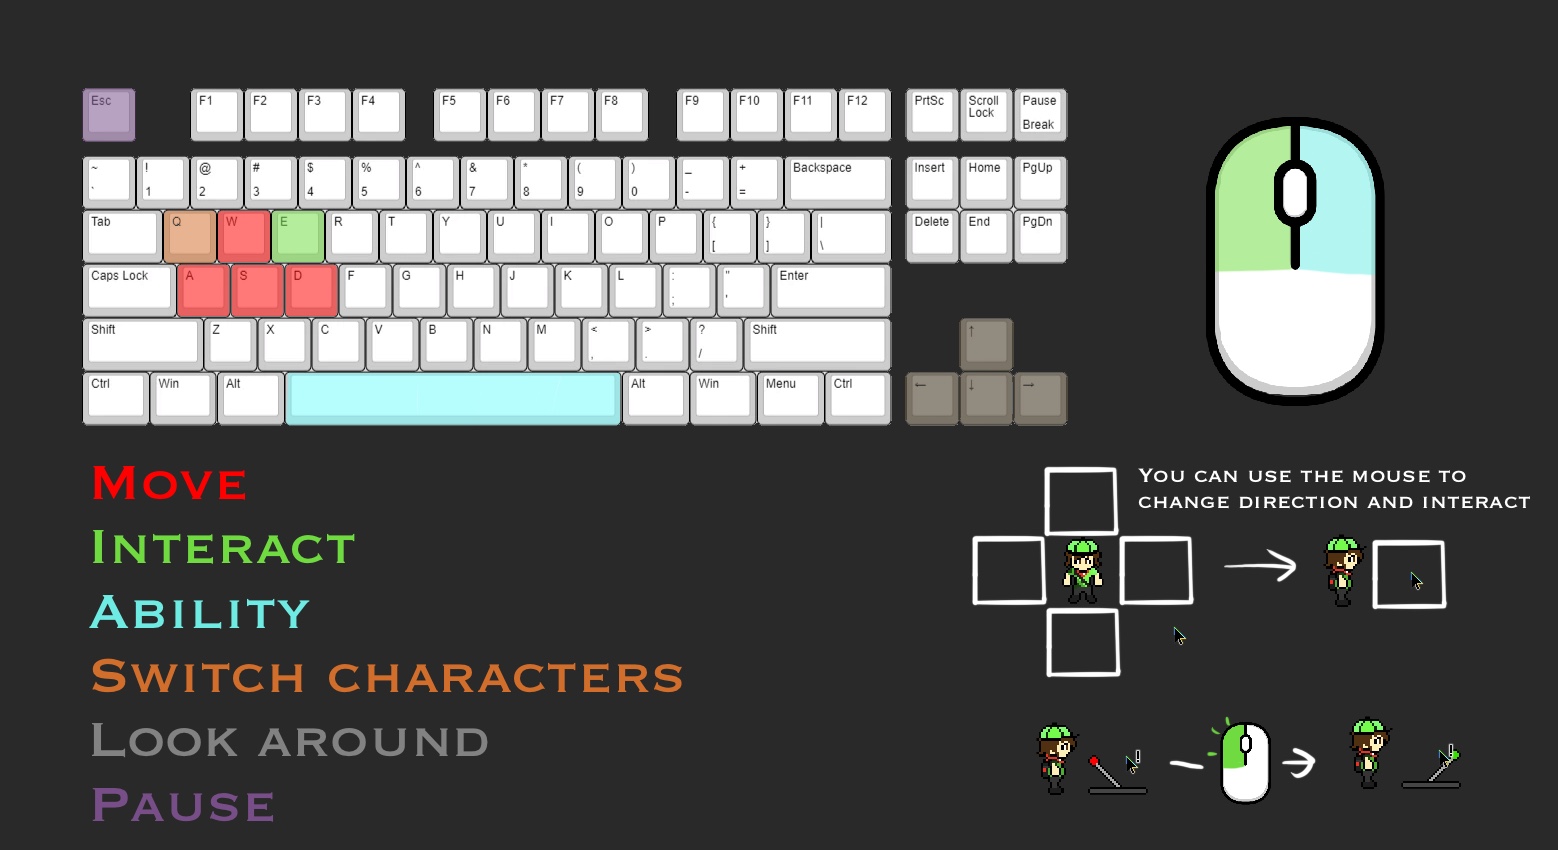 Esc F1 F2 F3 F4 F5 F6 F7 F8 F9 F10 F11 F12 PrtSc Scroll Lock Pause Break
~ ` ! 1 @ 2 # 3 $ 4 % 5 ^ 6 & 7 * 8 ( 9 ) 0 _ - + = Backspace Insert Home PgUp
Tab Q W E R T Y U I O P { [ } ] | \ Delete End PgDn
Caps Lock A S D F G H J K L : ; " ' Enter
Shift Z X C V B N M < , > . ? / Shift ↑
Ctrl Win Alt Alt Win Menu Ctrl ← ↓ →
Move
Interact
Ability
Switch characters
Look around
Pause
You can use the mouse to
change direction and interact